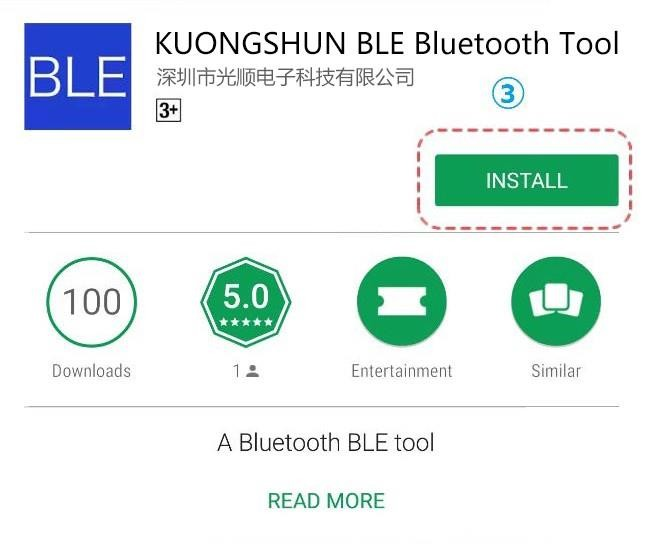 BLE
KUONGSHUN BLE Bluetooth Tool
深圳市光顺电子科技有限公司
3+
③
INSTALL
100
5.0
Downloads
1
Entertainment
Similar
A Bluetooth BLE tool
READ MORE